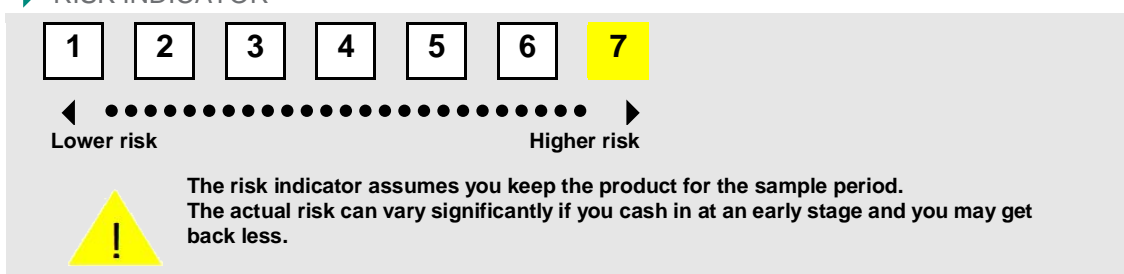 RISK INDICATOR
1 2 3 4 5 6 7
Lower risk Higher risk
!
The risk indicator assumes you keep the product for the sample period.
The actual risk can vary significantly if you cash in at an early stage and you may get
back less.